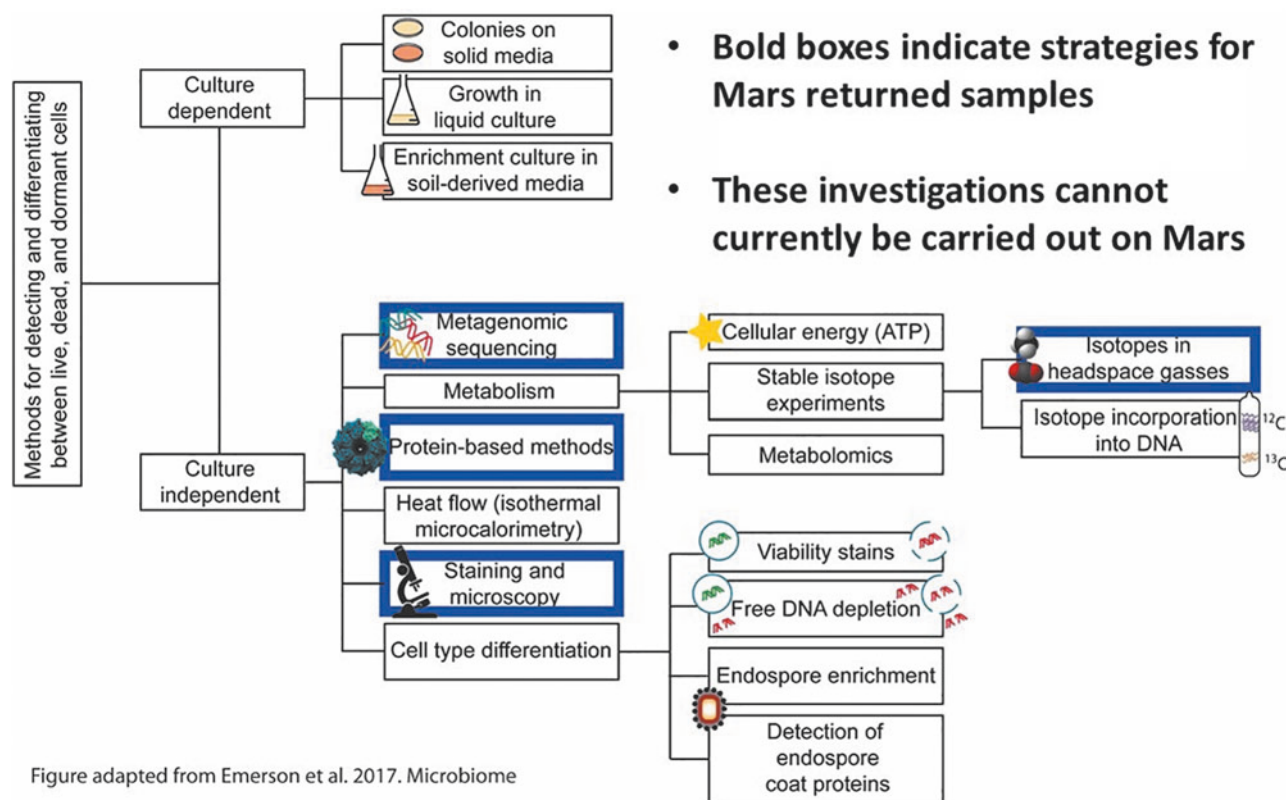 Methods for detecting and differentiating
between live, dead, and dormant cells
Culture
dependent
Colonies on
solid media
Growth in
liquid culture
Enrichment culture in
soil-derived media
• Bold boxes indicate strategies for
Mars returned samples
• These investigations cannot
currently be carried out on Mars
Culture
independent
Metagenomic
sequencing
Metabolism
Protein-based methods
Heat flow (isothermal
microcalorimetry)
Staining and
microscopy
Cell type differentiation
Cellular energy (ATP)
Stable isotope
experiments
Metabolomics
Isotopes in
headspace gasses
Isotope incorporation
into DNA
¹²C
¹³C
Viability stains
Free DNA depletion
Endospore enrichment
Detection of
endospore
coat proteins
Figure adapted from Emerson et al. 2017. Microbiome